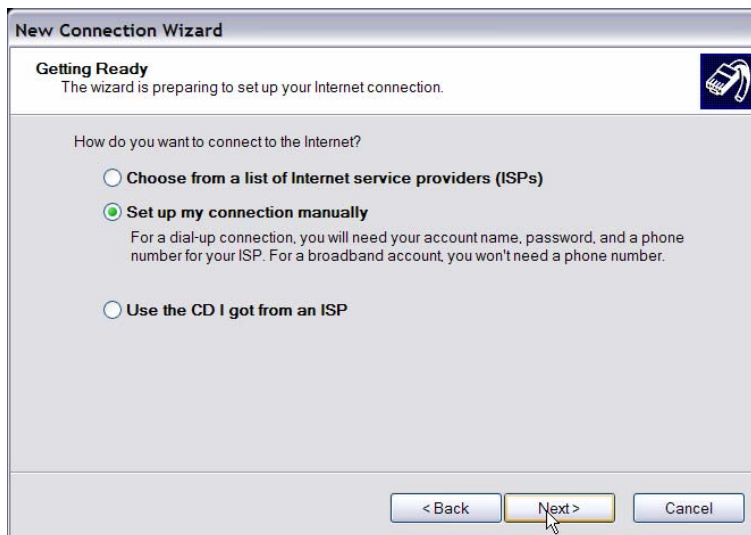 New Connection Wizard
Getting Ready
The wizard is preparing to set up your Internet connection.
How do you want to connect to the Internet?
Choose from a list of Internet service providers (ISPs)
Set up my connection manually
For a dial-up connection, you will need your account name, password, and a phone
number for your ISP. For a broadband account, you won't need a phone number.
Use the CD I got from an ISP
< Back Next > Cancel